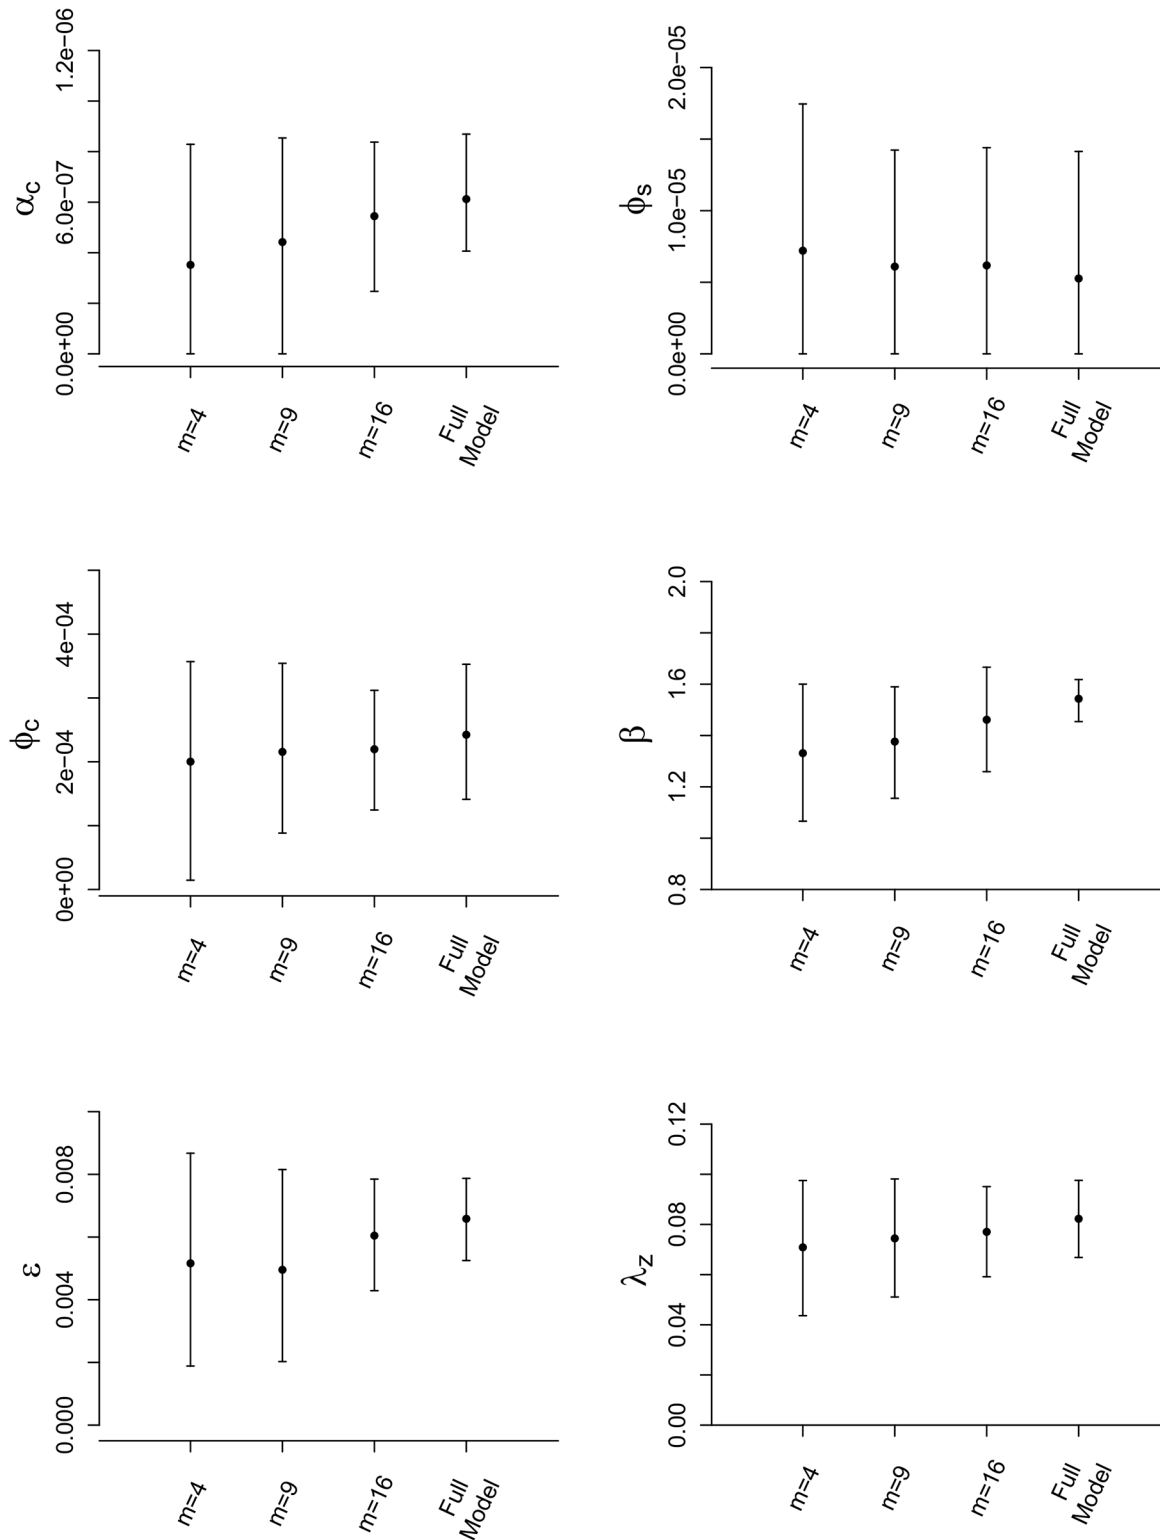 αc
0.0e+00 6.0e−07 1.2e−06
m=4 m=9 m=16 Full Model
ϕs
0.0e+00 1.0e−05 2.0e−05
m=4 m=9 m=16 Full Model
ϕc
0e+00 2e−04 4e−04
m=4 m=9 m=16 Full Model
β
0.8 1.2 1.6 2.0
m=4 m=9 m=16 Full Model
ε
0.000 0.004 0.008
m=4 m=9 m=16 Full Model
λz
0.00 0.04 0.08 0.12
m=4 m=9 m=16 Full Model